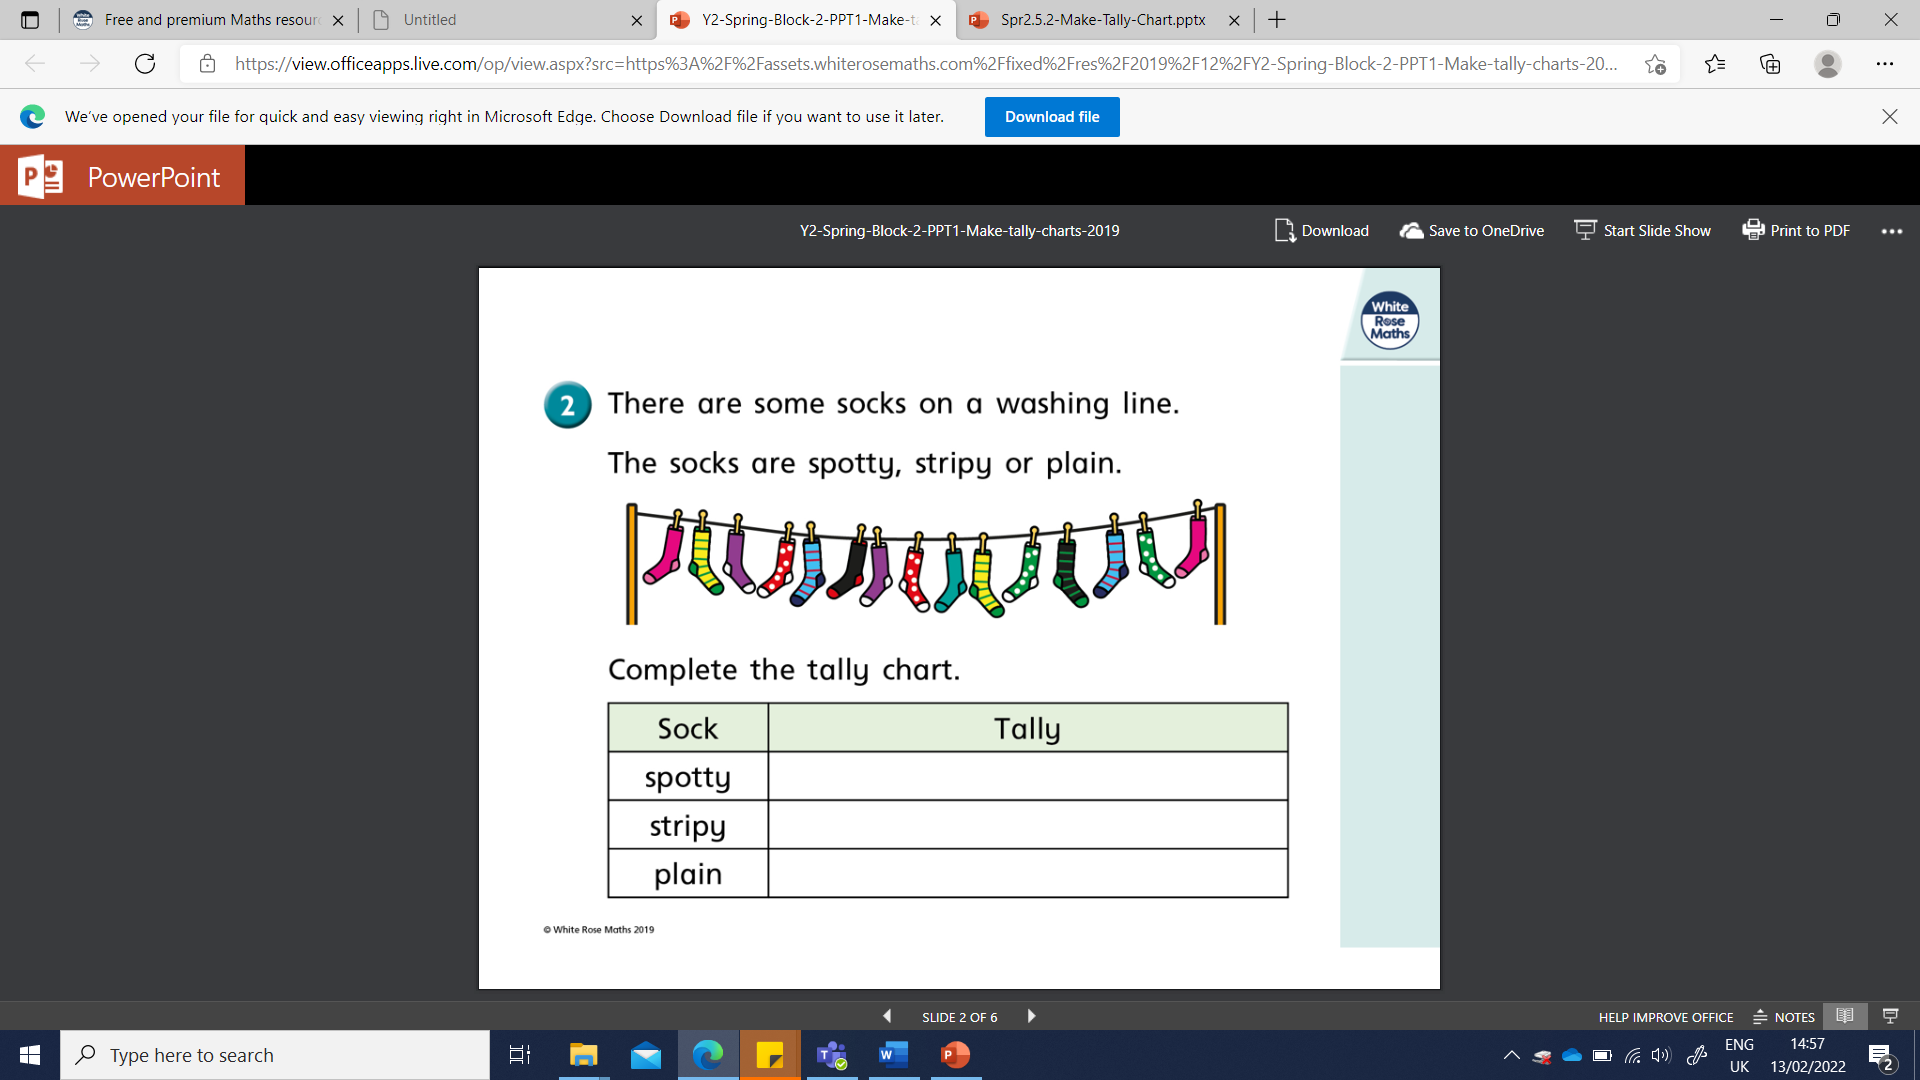 Free and premium Maths resour
Untitled
Y2-Spring-Block-2-PPT1-Make-ta
Spr2.5.2-Make-Tally-Chart.pptx
https://view.officeapps.live.com/op/view.aspx?src=https%3A%2F%2Fassets.whiterosemaths.com%2Ffixed%2Fres%2F2019%2F12%2FY2-Spring-Block-2-PPT1-Make-tally-charts-20...
We've opened your file for quick and easy viewing right in Microsoft Edge. Choose Download file if you want to use it later.
Download file
PowerPoint
Y2-Spring-Block-2-PPT1-Make-tally-charts-2019
Download
Save to OneDrive
Start Slide Show
Print to PDF
White
Rose
Maths
2 There are some socks on a washing line.
The socks are spotty, stripy or plain.
Complete the tally chart.
Sock Tally
spotty
stripy
plain
© White Rose Maths 2019
SLIDE 2 OF 6
HELP IMPROVE OFFICE
NOTES
Type here to search
ENG
UK
14:57
13/02/2022
2